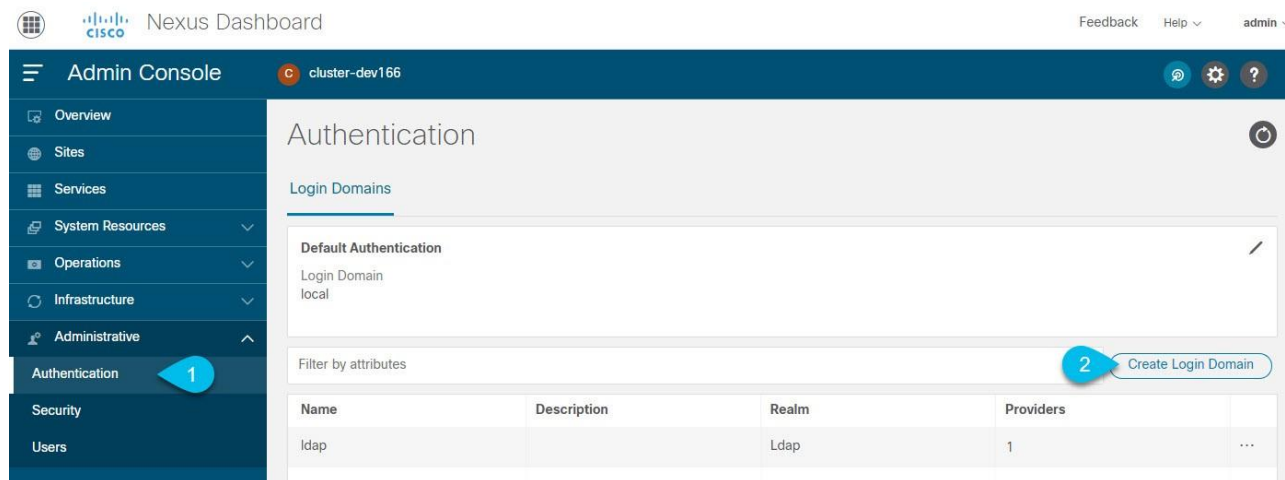 CISCO Nexus Dashboard Feedback Help admin
Admin Console C cluster-dev166 ?
Overview
Sites
Services
System Resources
Operations
Infrastructure
Administrative
Authentication 1
Security
Users
Authentication
Login Domains
Default Authentication
Login Domain
local
Filter by attributes 2 Create Login Domain
Name Description Realm Providers
ldap Ldap 1 ...